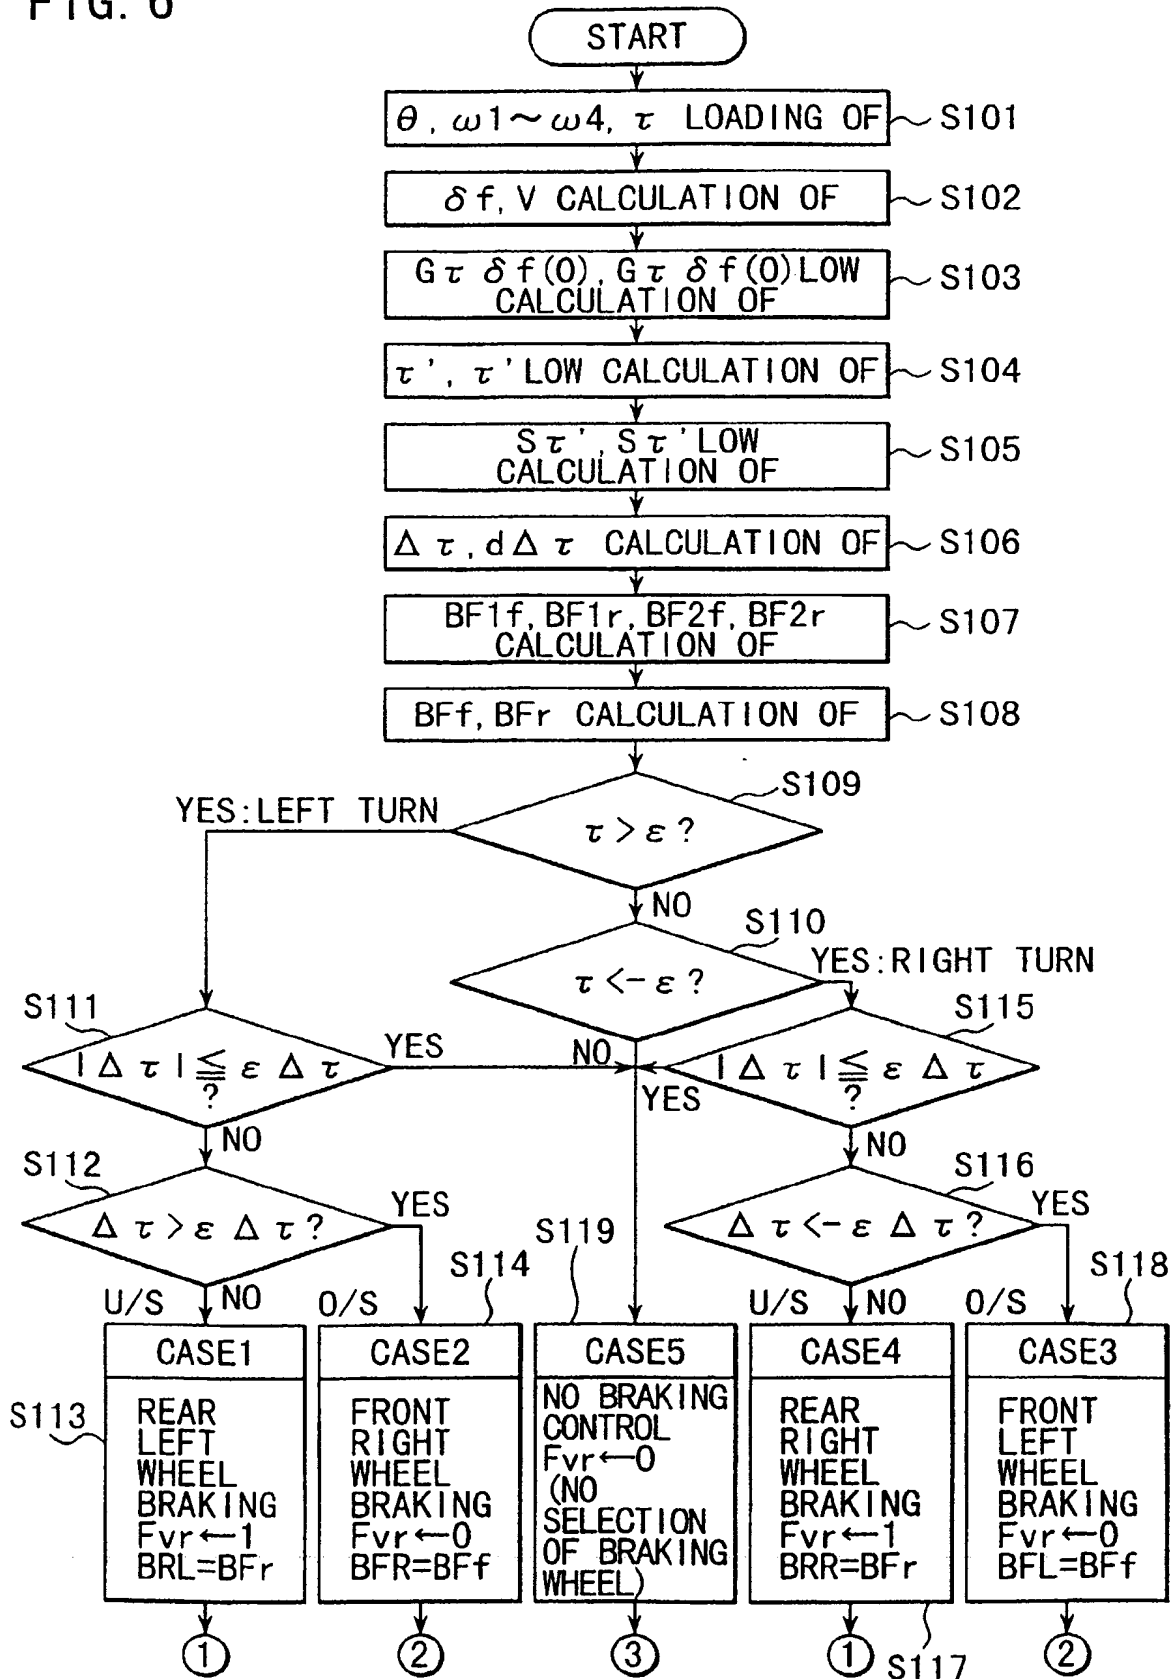 FIG. 6
START
θ, ω1~ω4, τ LOADING OF
S101
δf, V CALCULATION OF
S102
Gτ δf(0), Gτ δf(0)LOW
CALCULATION OF
S103
τ', τ'LOW CALCULATION OF
S104
Sτ', Sτ'LOW
CALCULATION OF
S105
Δτ, dΔτ CALCULATION OF
S106
BF1f, BF1r, BF2f, BF2r
CALCULATION OF
S107
BFf, BFr CALCULATION OF
S108
S109
YES:LEFT TURN
τ>ε?
NO
S110
τ<-ε?
YES:RIGHT TURN
S111
|Δτ|≦εΔτ
?
YES
NO
S115
|Δτ|≦εΔτ
?
YES
NO
NO
S112
Δτ>εΔτ?
YES
S116
Δτ<-εΔτ?
YES
U/S
NO
O/S
S114
S119
U/S
NO
O/S
S118
CASE1
S113
REAR
LEFT
WHEEL
BRAKING
Fvr←1
BRL=BFr
①
CASE2
FRONT
RIGHT
WHEEL
BRAKING
Fvr←0
BFR=BFf
②
CASE5
NO BRAKING
CONTROL
Fvr←0
(NO
SELECTION
OF BRAKING
WHEEL)
③
CASE4
REAR
RIGHT
WHEEL
BRAKING
Fvr←1
BRR=BFr
①
S117
CASE3
FRONT
LEFT
WHEEL
BRAKING
Fvr←0
BFL=BFf
②